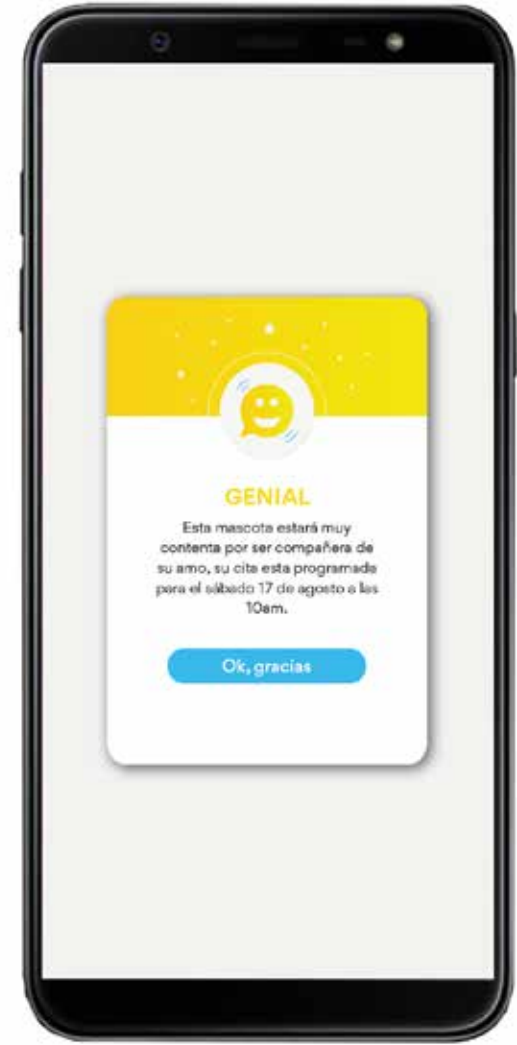 GENIAL
Esta mascota estará muy
contenta por ser compañera de
su amo, su cita esta programada
para el sábado 17 de agosto a las
10am.
Ok, gracias